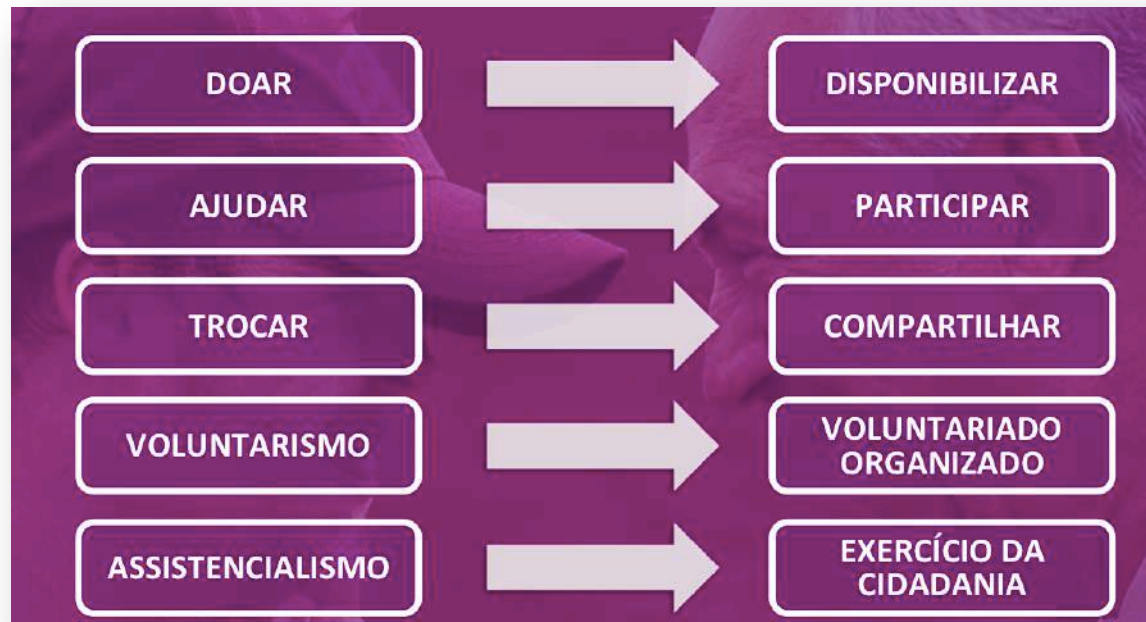 DOAR
DISPONIBILIZAR
AJUDAR
PARTICIPAR
TROCAR
COMPARTILHAR
VOLUNTARISMO
VOLUNTARIADO
ORGANIZADO
ASSISTENCIALISMO
EXERCÍCIO DA
CIDADANIA